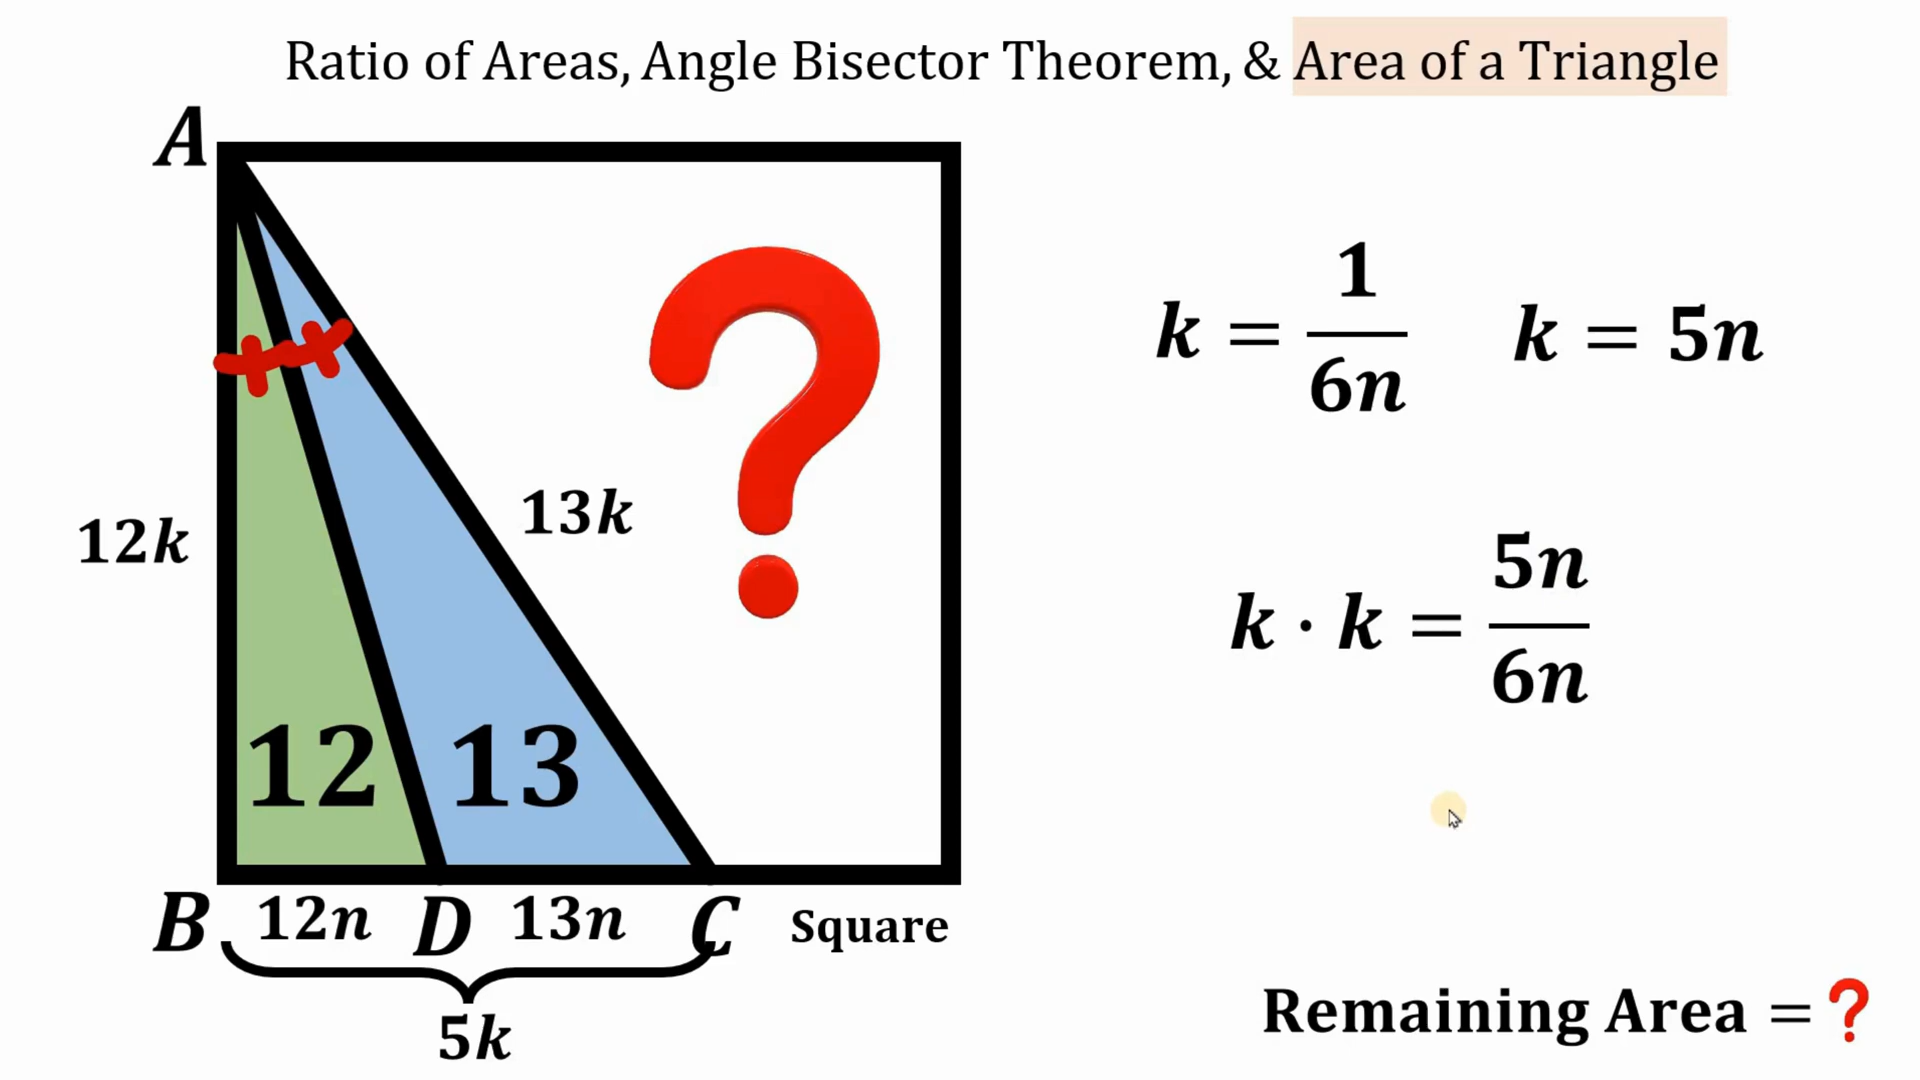 Ratio of Areas, Angle Bisector Theorem, & Area of a Triangle
A
k = 1/6n
k = 5n
12k
13k
k · k = 5n/6n
12
13
B 12n D 13n C Square
5k
Remaining Area = ?